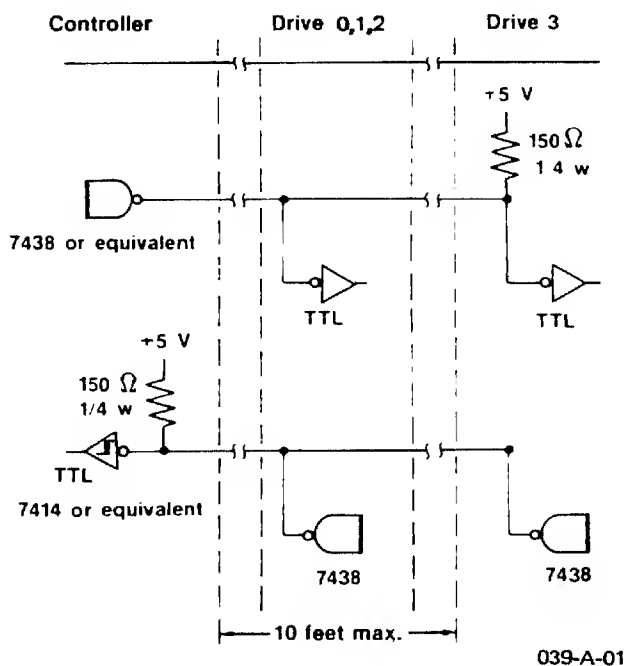 Controller
Drive 0,1,2
Drive 3
+5 V
150 Ω
1 4 w
7438 or equivalent
TTL
TTL
+5 V
150 Ω
1/4 w
TTL
7414 or equivalent
7438
7438
10 feet max.
039-A-01